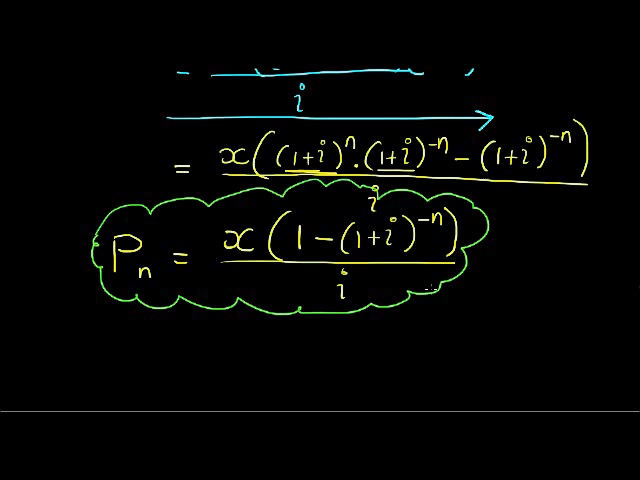 i
= x((1+i)^n . (1+i)^-n - (1+i)^-n) / i
P_n = x(1 - (1+i)^-n) / i